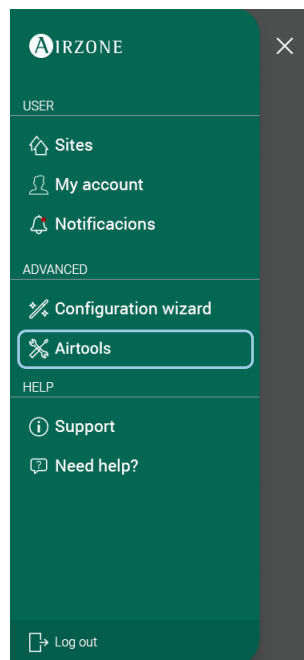 AIRZONE
USER
Sites
My account
Notificacions
ADVANCED
Configuration wizard
Airtools
HELP
Support
Need help?
Log out